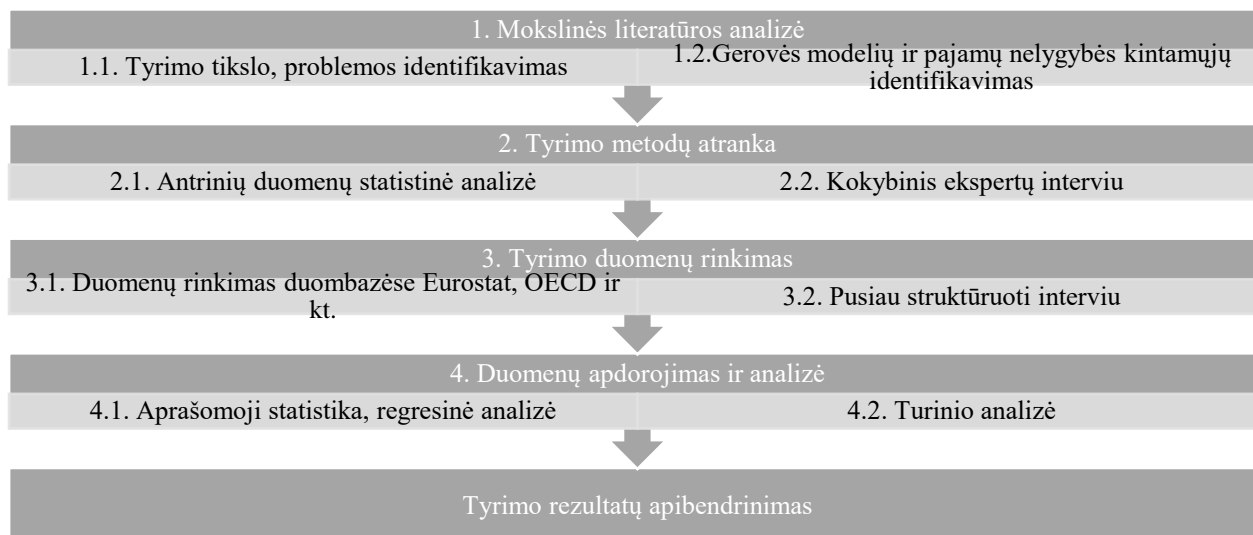 1. Mokslinės literatūros analizė
1.1. Tyrimo tikslo, problemos identifikavimas
1.2.Gerovės modelių ir pajamų nelygybės kintamųjų
identifikavimas
2. Tyrimo metodų atranka
2.1. Antrinių duomenų statistinė analizė
2.2. Kokybinis ekspertų interviu
3. Tyrimo duomenų rinkimas
3.1. Duomenų rinkimas duombazėse Eurostat, OECD ir
kt.
3.2. Pusiau struktūruoti interviu
4. Duomenų apdorojimas ir analizė
4.1. Aprašomoji statistika, regresinė analizė
4.2. Turinio analizė
Tyrimo rezultatų apibendrinimas